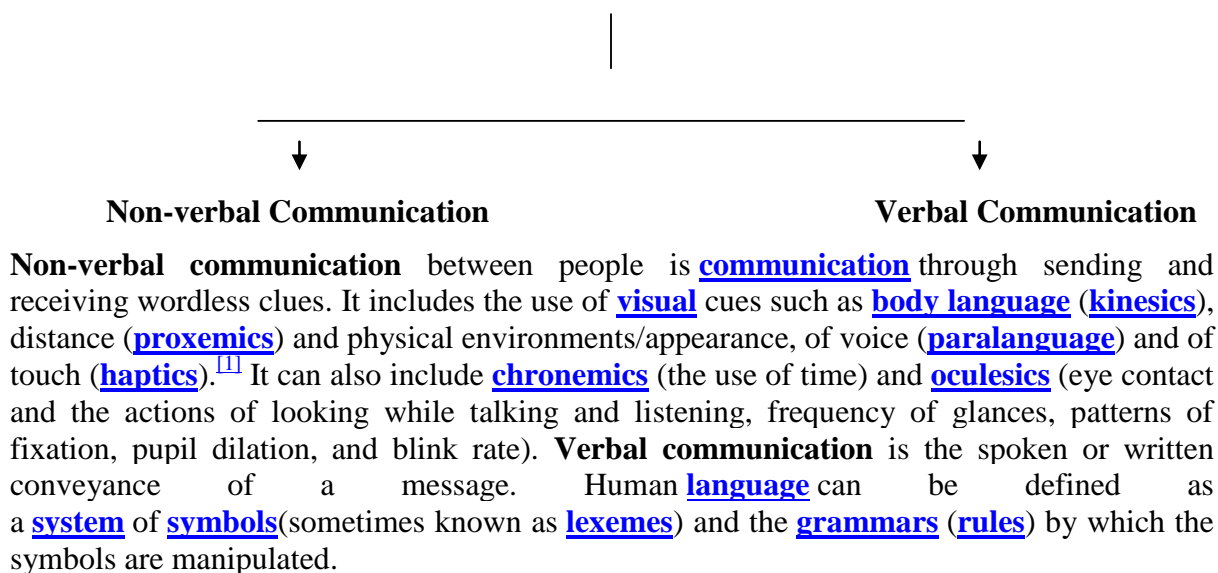 Non-verbal Communication Verbal Communication
Non-verbal communication between people is communication through sending and
receiving wordless clues. It includes the use of visual cues such as body language (kinesics),
distance (proxemics) and physical environments/appearance, of voice (paralanguage) and of
touch (haptics).[1] It can also include chronemics (the use of time) and oculesics (eye contact
and the actions of looking while talking and listening, frequency of glances, patterns of
fixation, pupil dilation, and blink rate). Verbal communication is the spoken or written
conveyance of a message. Human language can be defined as
a system of symbols(sometimes known as lexemes) and the grammars (rules) by which the
symbols are manipulated.